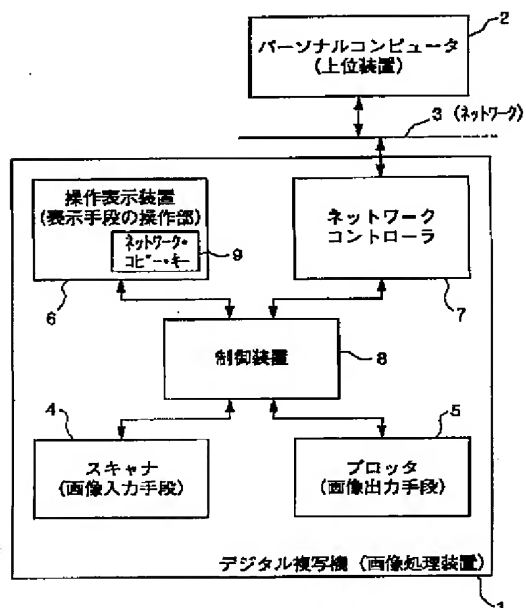 2
パーソナルコンピュータ
(上位装置)
3 (ネットワーク)
操作表示装置
(表示手段の操作部)
ネットワーク・
コピー・キー
9
6
ネットワーク
コントローラ
7
制御装置
8
4
スキャナ
(画像入力手段)
5
プロッタ
(画像出力手段)
デジタル複写機 (画像処理装置)
1